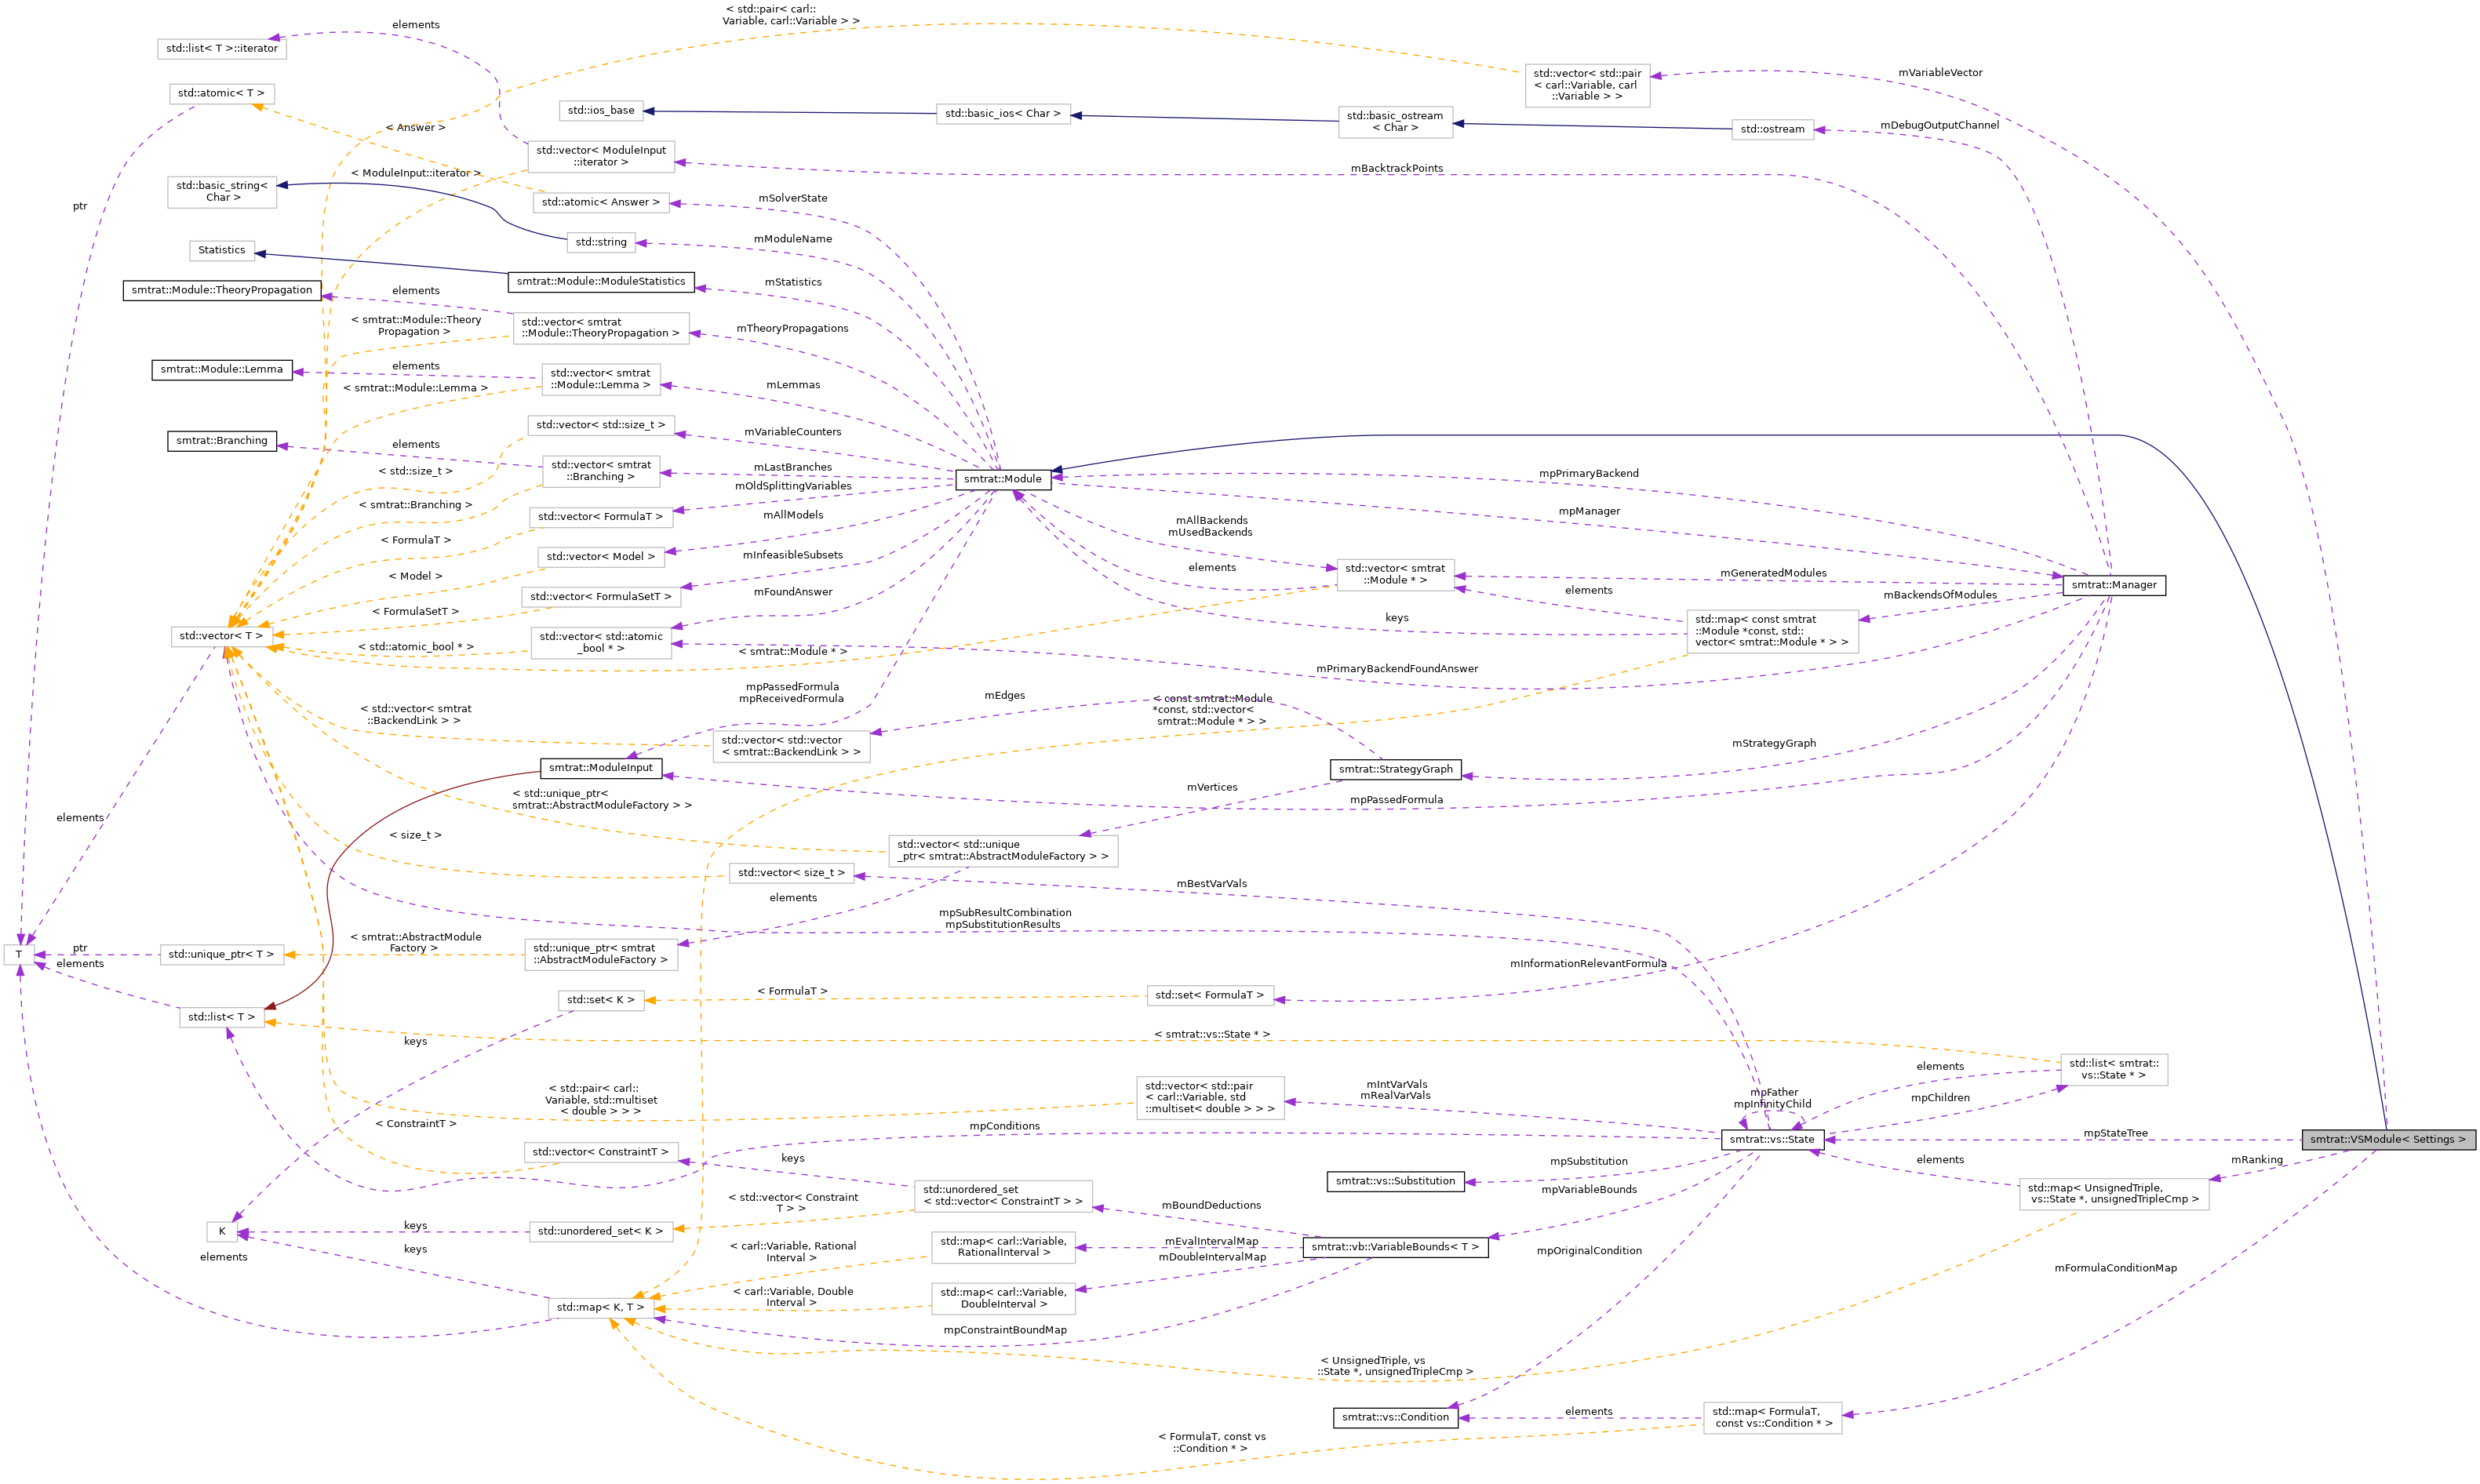 < std::pair< carl::
Variable, carl::Variable > >
elements
std::list< T >::iterator
std::vector< std::pair
< carl::Variable, carl
::Variable > >
mVariableVector
std::atomic< T >
std::ios_base
std::basic_ios< Char >
std::basic_ostream
< Char >
std::ostream
mDebugOutputChannel
< Answer >
std::vector< ModuleInput
::iterator >
mBacktrackPoints
< ModuleInput::iterator >
std::basic_string<
Char >
std::atomic< Answer >
mSolverState
ptr
std::string
mModuleName
Statistics
smtrat::Module::ModuleStatistics
mStatistics
smtrat::Module::TheoryPropagation
elements
< smtrat::Module::Theory
Propagation >
std::vector< smtrat
::Module::TheoryPropagation >
mTheoryPropagations
smtrat::Module::Lemma
elements
< smtrat::Module::Lemma >
std::vector< smtrat
::Module::Lemma >
mLemmas
std::vector< std::size_t >
mVariableCounters
smtrat::Branching
elements
< std::size_t >
std::vector< smtrat
::Branching >
mLastBranches
smtrat::Module
mpPrimaryBackend
mOldSplittingVariables
< smtrat::Branching >
std::vector< FormulaT >
mAllModels
mAllBackends
mUsedBackends
mpManager
< FormulaT >
std::vector< Model >
mInfeasibleSubsets
elements
std::vector< smtrat
::Module * >
mGeneratedModules
smtrat::Manager
< Model >
std::vector< FormulaSetT >
mFoundAnswer
elements
mBackendsOfModules
< FormulaSetT >
keys
std::map< const smtrat
::Module *const, std::
vector< smtrat::Module * > >
std::vector< T >
std::vector< std::atomic
_bool * >
< std::atomic_bool * >
< smtrat::Module * >
mPrimaryBackendFoundAnswer
mpPassedFormula
mpReceivedFormula
mEdges
< const smtrat::Module
*const, std::vector<
smtrat::Module * > >
< std::vector< smtrat
::BackendLink > >
std::vector< std::vector
< smtrat::BackendLink > >
mStrategyGraph
smtrat::ModuleInput
smtrat::StrategyGraph
< std::unique_ptr<
smtrat::AbstractModuleFactory > >
mVertices
mpPassedFormula
elements
< size_t >
std::vector< std::unique
_ptr< smtrat::AbstractModuleFactory > >
std::vector< size_t >
mBestVarVals
elements
mpSubResultCombination
mpSubstitutionResults
T
ptr
std::unique_ptr< T >
< smtrat::AbstractModule
Factory >
std::unique_ptr< smtrat
::AbstractModuleFactory >
elements
mInformationRelevantFormula
std::set< K >
< FormulaT >
std::set< FormulaT >
std::list< T >
< smtrat::vs::State * >
keys
std::list< smtrat::
vs::State * >
elements
< std::pair< carl::
Variable, std::multiset
< double > > >
std::vector< std::pair
< carl::Variable, std
::multiset< double > > >
mIntVarVals
mRealVarVals
mpFather
mpInfinityChild
mpChildren
< ConstraintT >
mpConditions
smtrat::vs::State
mpStateTree
smtrat::VSModule< Settings >
std::vector< ConstraintT >
keys
mpSubstitution
elements
mRanking
smtrat::vs::Substitution
std::unordered_set
< std::vector< ConstraintT > >
< std::vector< Constraint
T > >
mpVariableBounds
std::map< UnsignedTriple,
vs::State *, unsignedTripleCmp >
mBoundDeductions
K
keys
std::unordered_set< K >
< carl::Variable, Rational
Interval >
std::map< carl::Variable,
RationalInterval >
mEvalIntervalMap
smtrat::vb::VariableBounds< T >
mpOriginalCondition
elements
keys
mDoubleIntervalMap
mFormulaConditionMap
< carl::Variable, Double
Interval >
std::map< carl::Variable,
DoubleInterval >
std::map< K, T >
mpConstraintBoundMap
< UnsignedTriple, vs
::State *, unsignedTripleCmp >
smtrat::vs::Condition
elements
std::map< FormulaT,
const vs::Condition * >
< FormulaT, const vs
::Condition * >